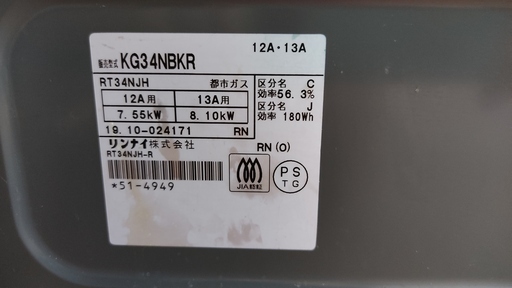 12A・13A
販売型式 KG34NBKR
RT34NJH 都市ガス
12A用 13A用
7.55kW 8.10kW
19.10-024171 RN
区分名 C
効率56.3%
区分名 J
効率 180Wh
リンナイ株式会社 RN(O)
RT34NJH-R
*51-4949
JIA認証
PS
TG